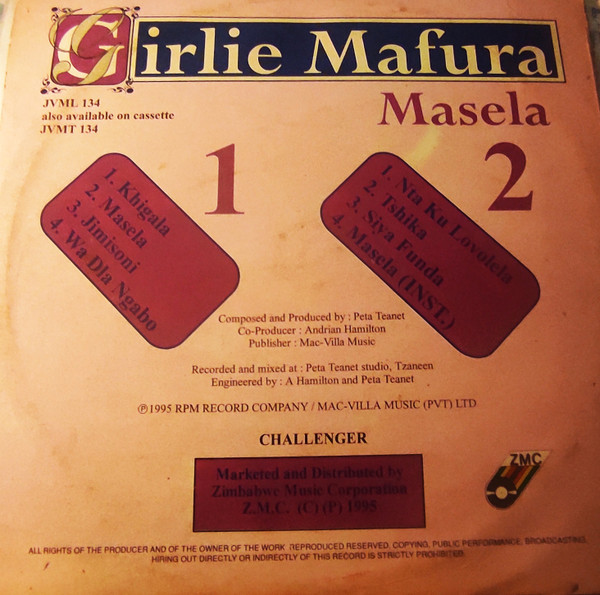 Girlie Mafura
JVML 134
also available on cassette
JVMT 134
Masela
1
1. Khigala
2. Masela
3. Jimisoni
4. Wa Dla Ngabo
2
1. Nta Ku Lovolela
2. Tshika
3. Siya Funda
4. Masela (INST.)
Composed and Produced by : Peta Teanet
Co-Producer : Andrian Hamilton
Publisher : Mac-Villa Music
Recorded and mixed at : Peta Teanet studio, Tzaneen
Engineered by : A Hamilton and Peta Teanet
℗1995 RPM RECORD COMPANY / MAC-VILLA MUSIC (PVT) LTD
CHALLENGER
Marketed and Distributed by
Zimbabwe Music Corporation
Z.M.C. (C) (P) 1995
ZMC
ALL RIGHTS OF THE PRODUCER AND OF THE OWNER OF THE WORK REPRODUCED RESERVED. COPYING, PUBLIC PERFORMANCE, BROADCASTING,
HIRING OUT DIRECTLY OR INDIRECTLY OF THIS RECORD IS STRICTLY PROHIBITER